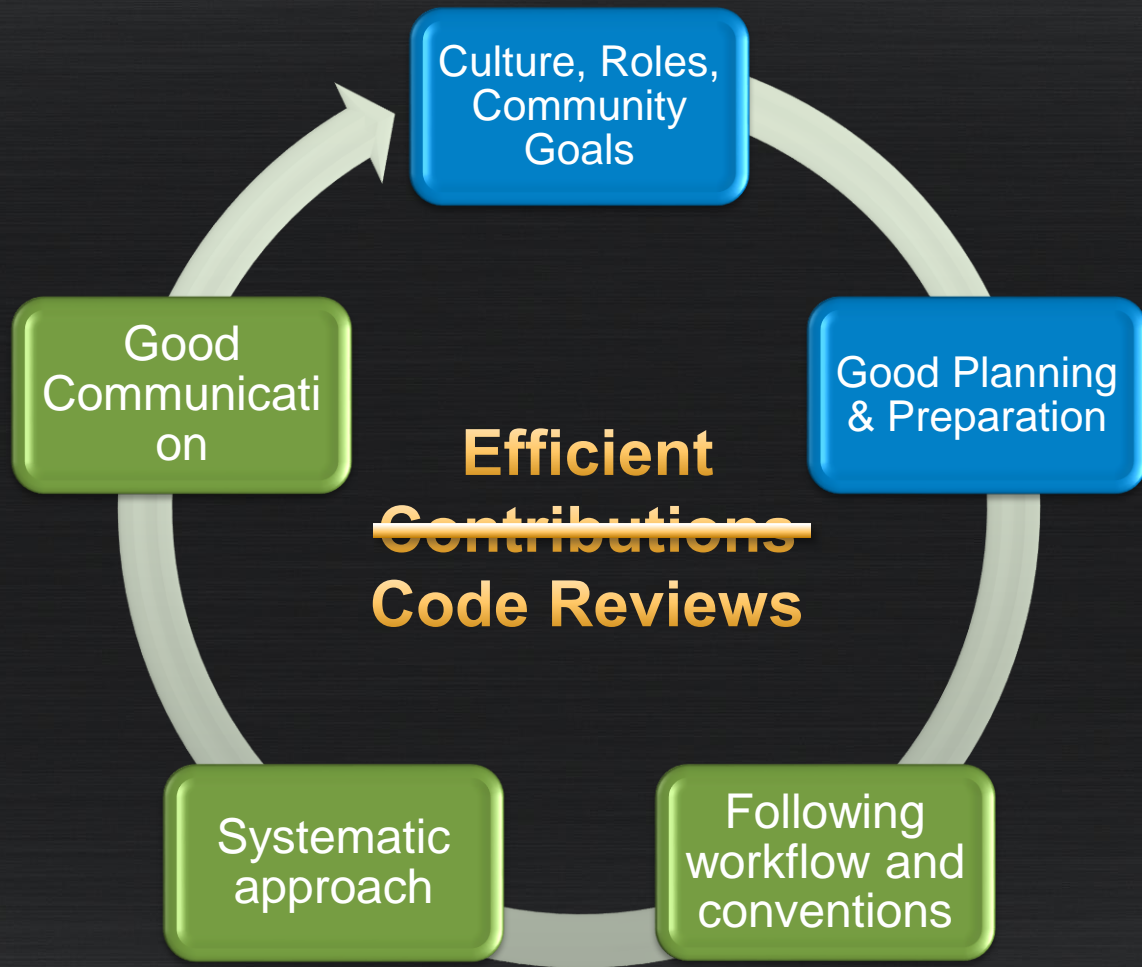 Culture, Roles,
Community
Goals
Good Planning
& Preparation
Following
workflow and
conventions
Systematic
approach
Good
Communicati
on
Efficient
Contributions
Code Reviews